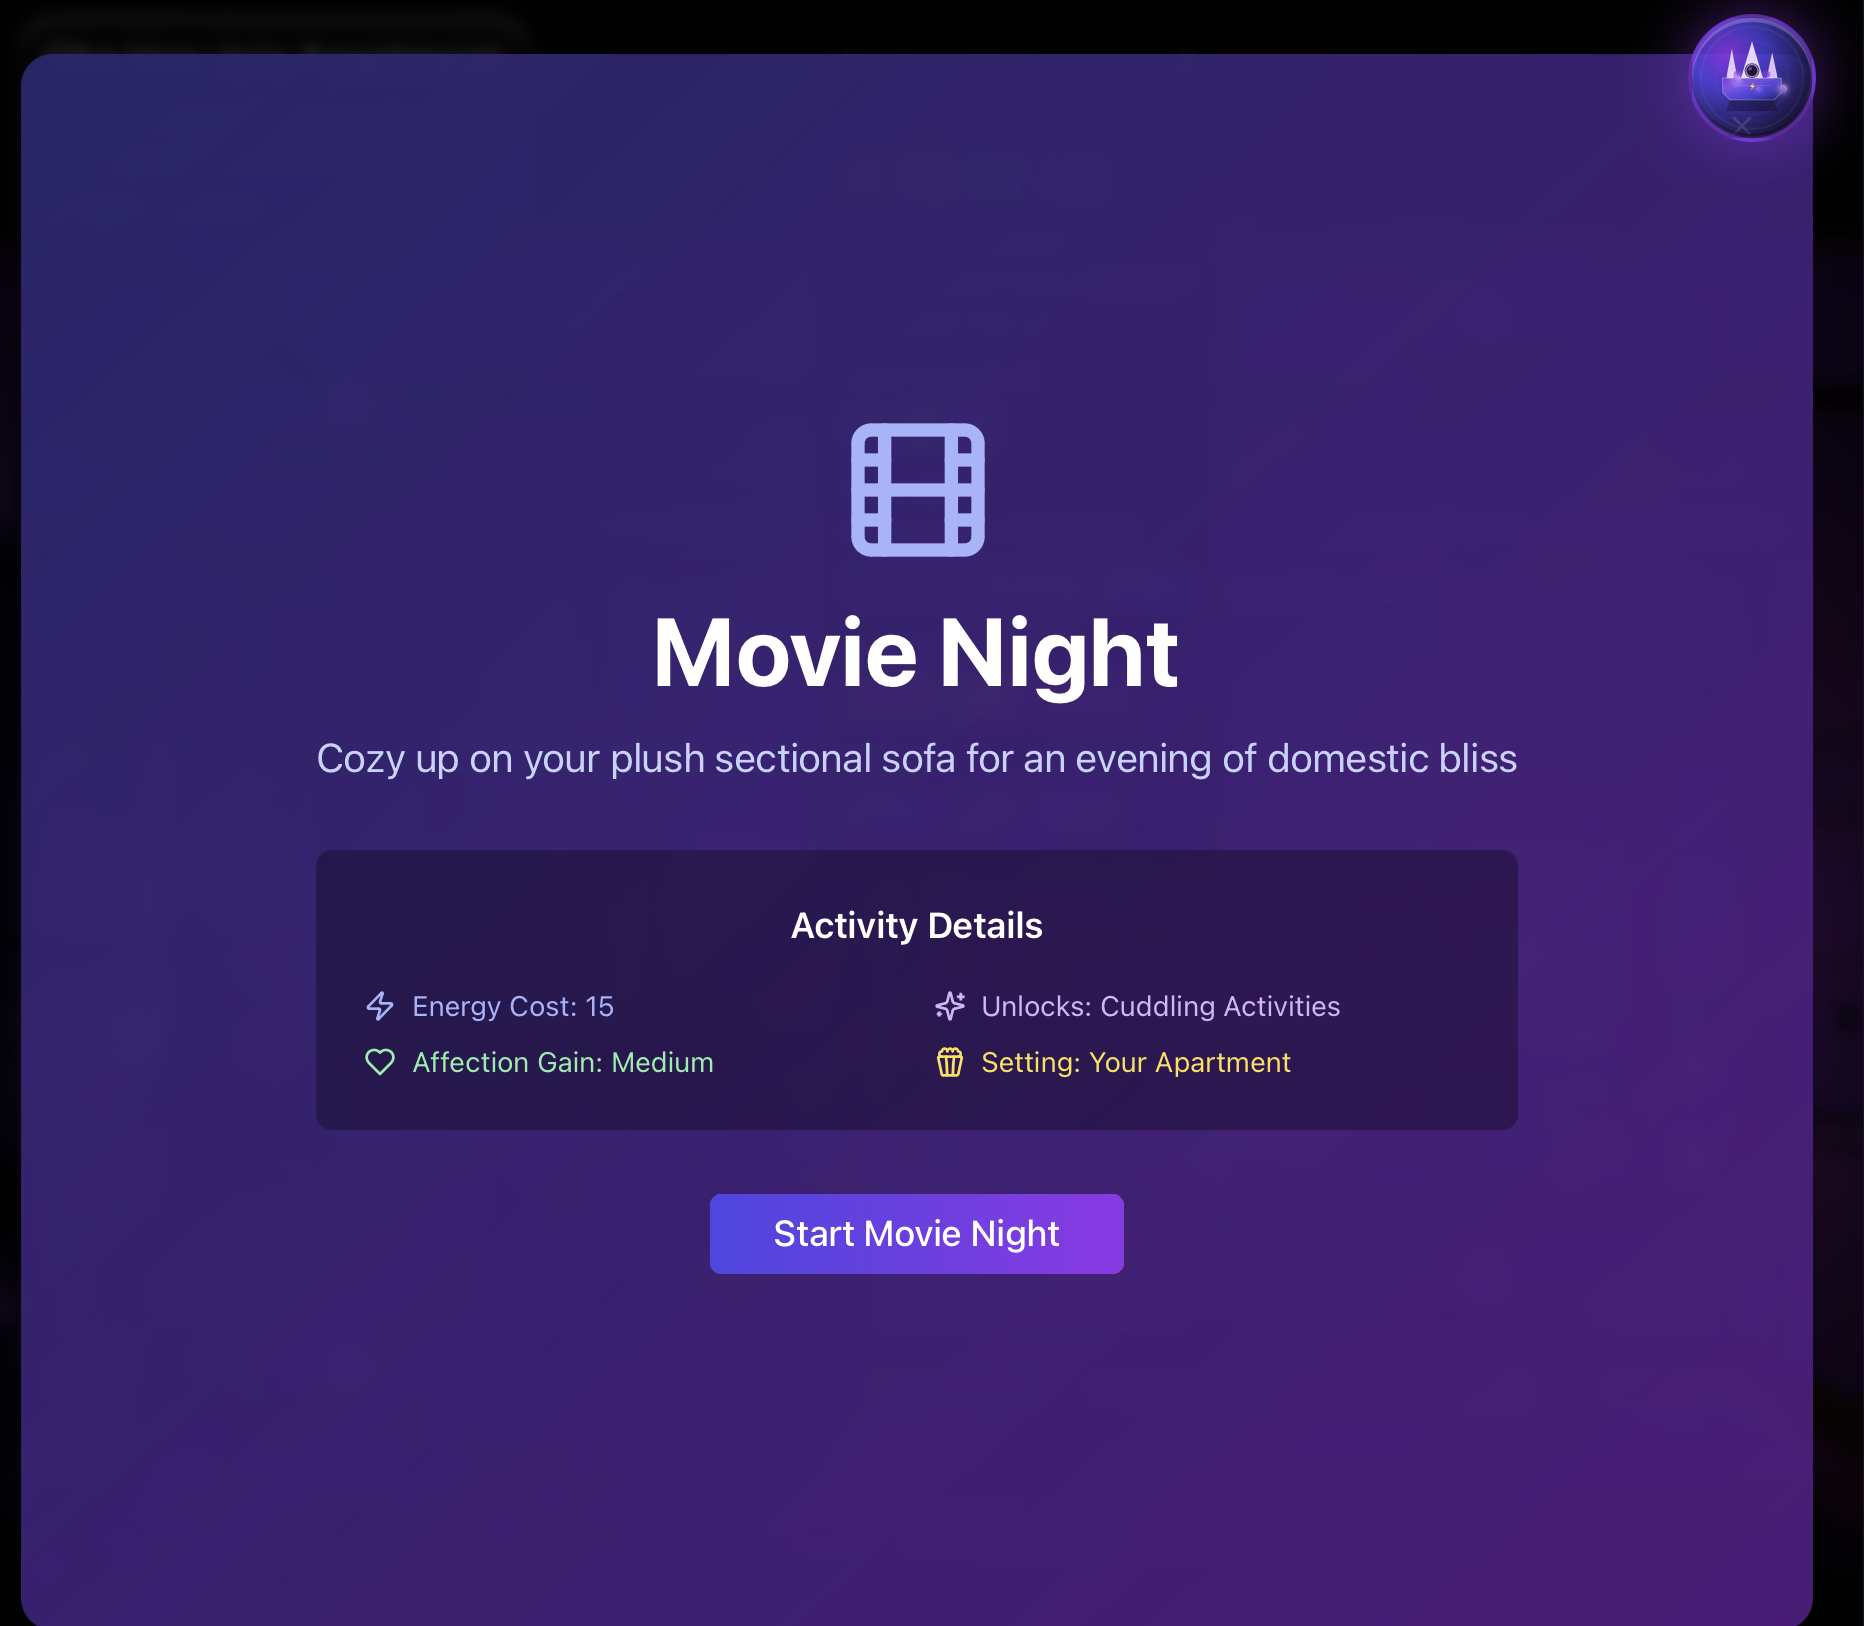 Movie Night
Cozy up on your plush sectional sofa for an evening of domestic bliss
Activity Details
Energy Cost: 15
Unlocks: Cuddling Activities
Affection Gain: Medium
Setting: Your Apartment
Start Movie Night